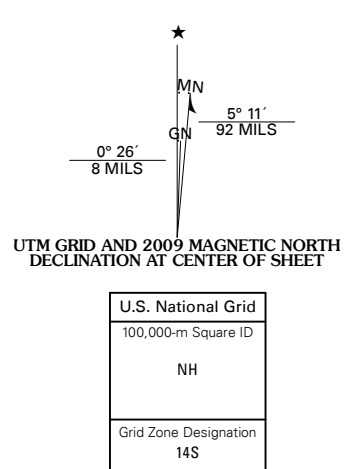 ★
MN
GN
5° 11´
92 MILS
0° 26´
8 MILS
UTM GRID AND 2009 MAGNETIC NORTH
DECLINATION AT CENTER OF SHEET
U.S. National Grid
100,000-m Square ID
NH
Grid Zone Designation
14S